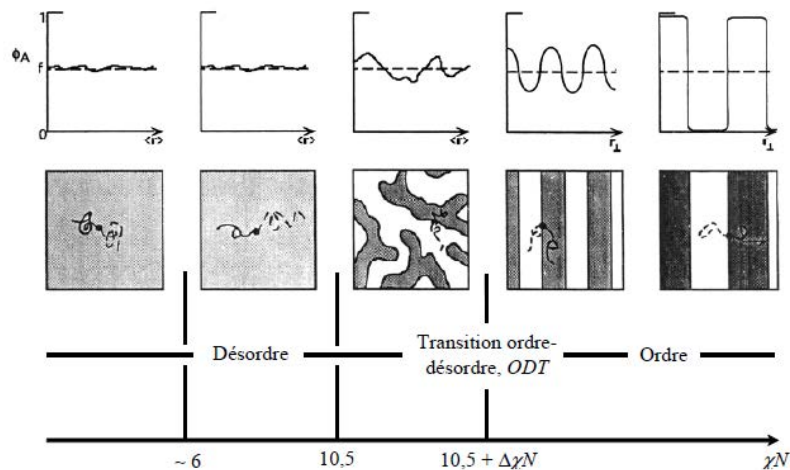 1
ϕA
f
0
<r>
<r>
<r>
r⊥
r⊥
Désordre
Transition ordre-
désordre, ODT
Ordre
~ 6
10,5
10,5 + ΔχN
χN